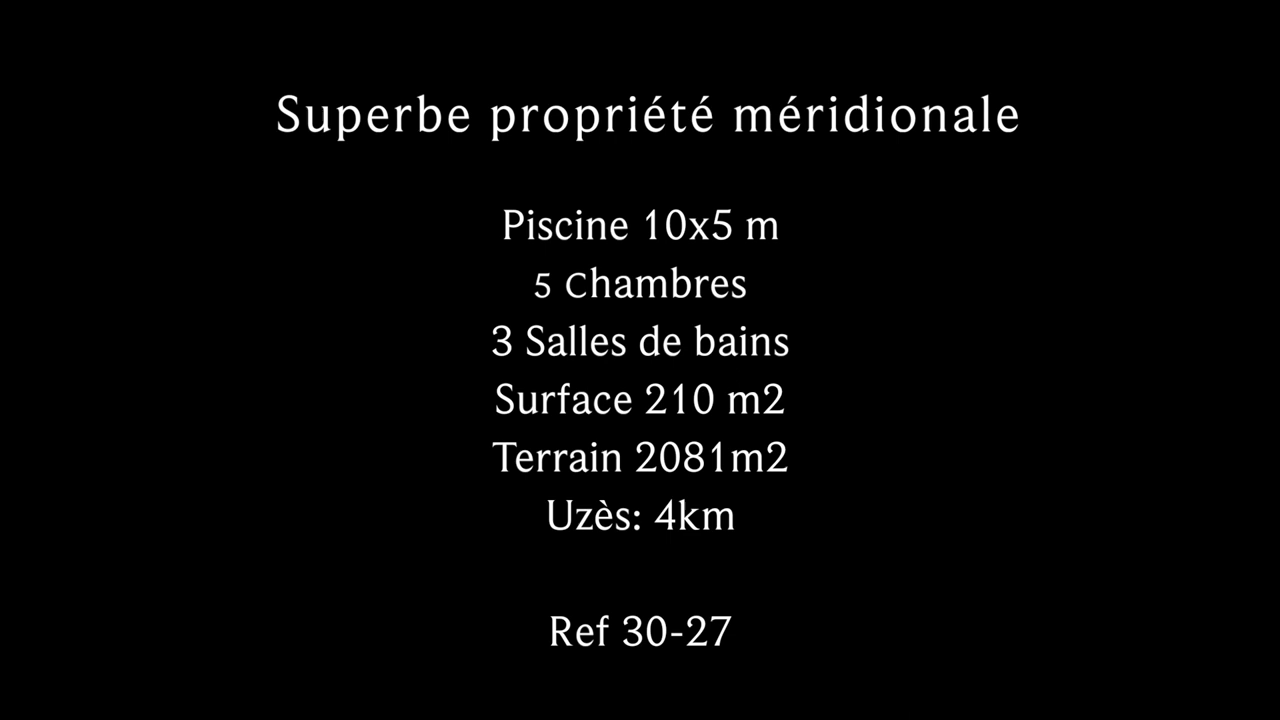 Superbe propriété méridionale
Piscine 10x5 m
5 Chambres
3 Salles de bains
Surface 210 m2
Terrain 2081m2
Uzès: 4km
Ref 30-27